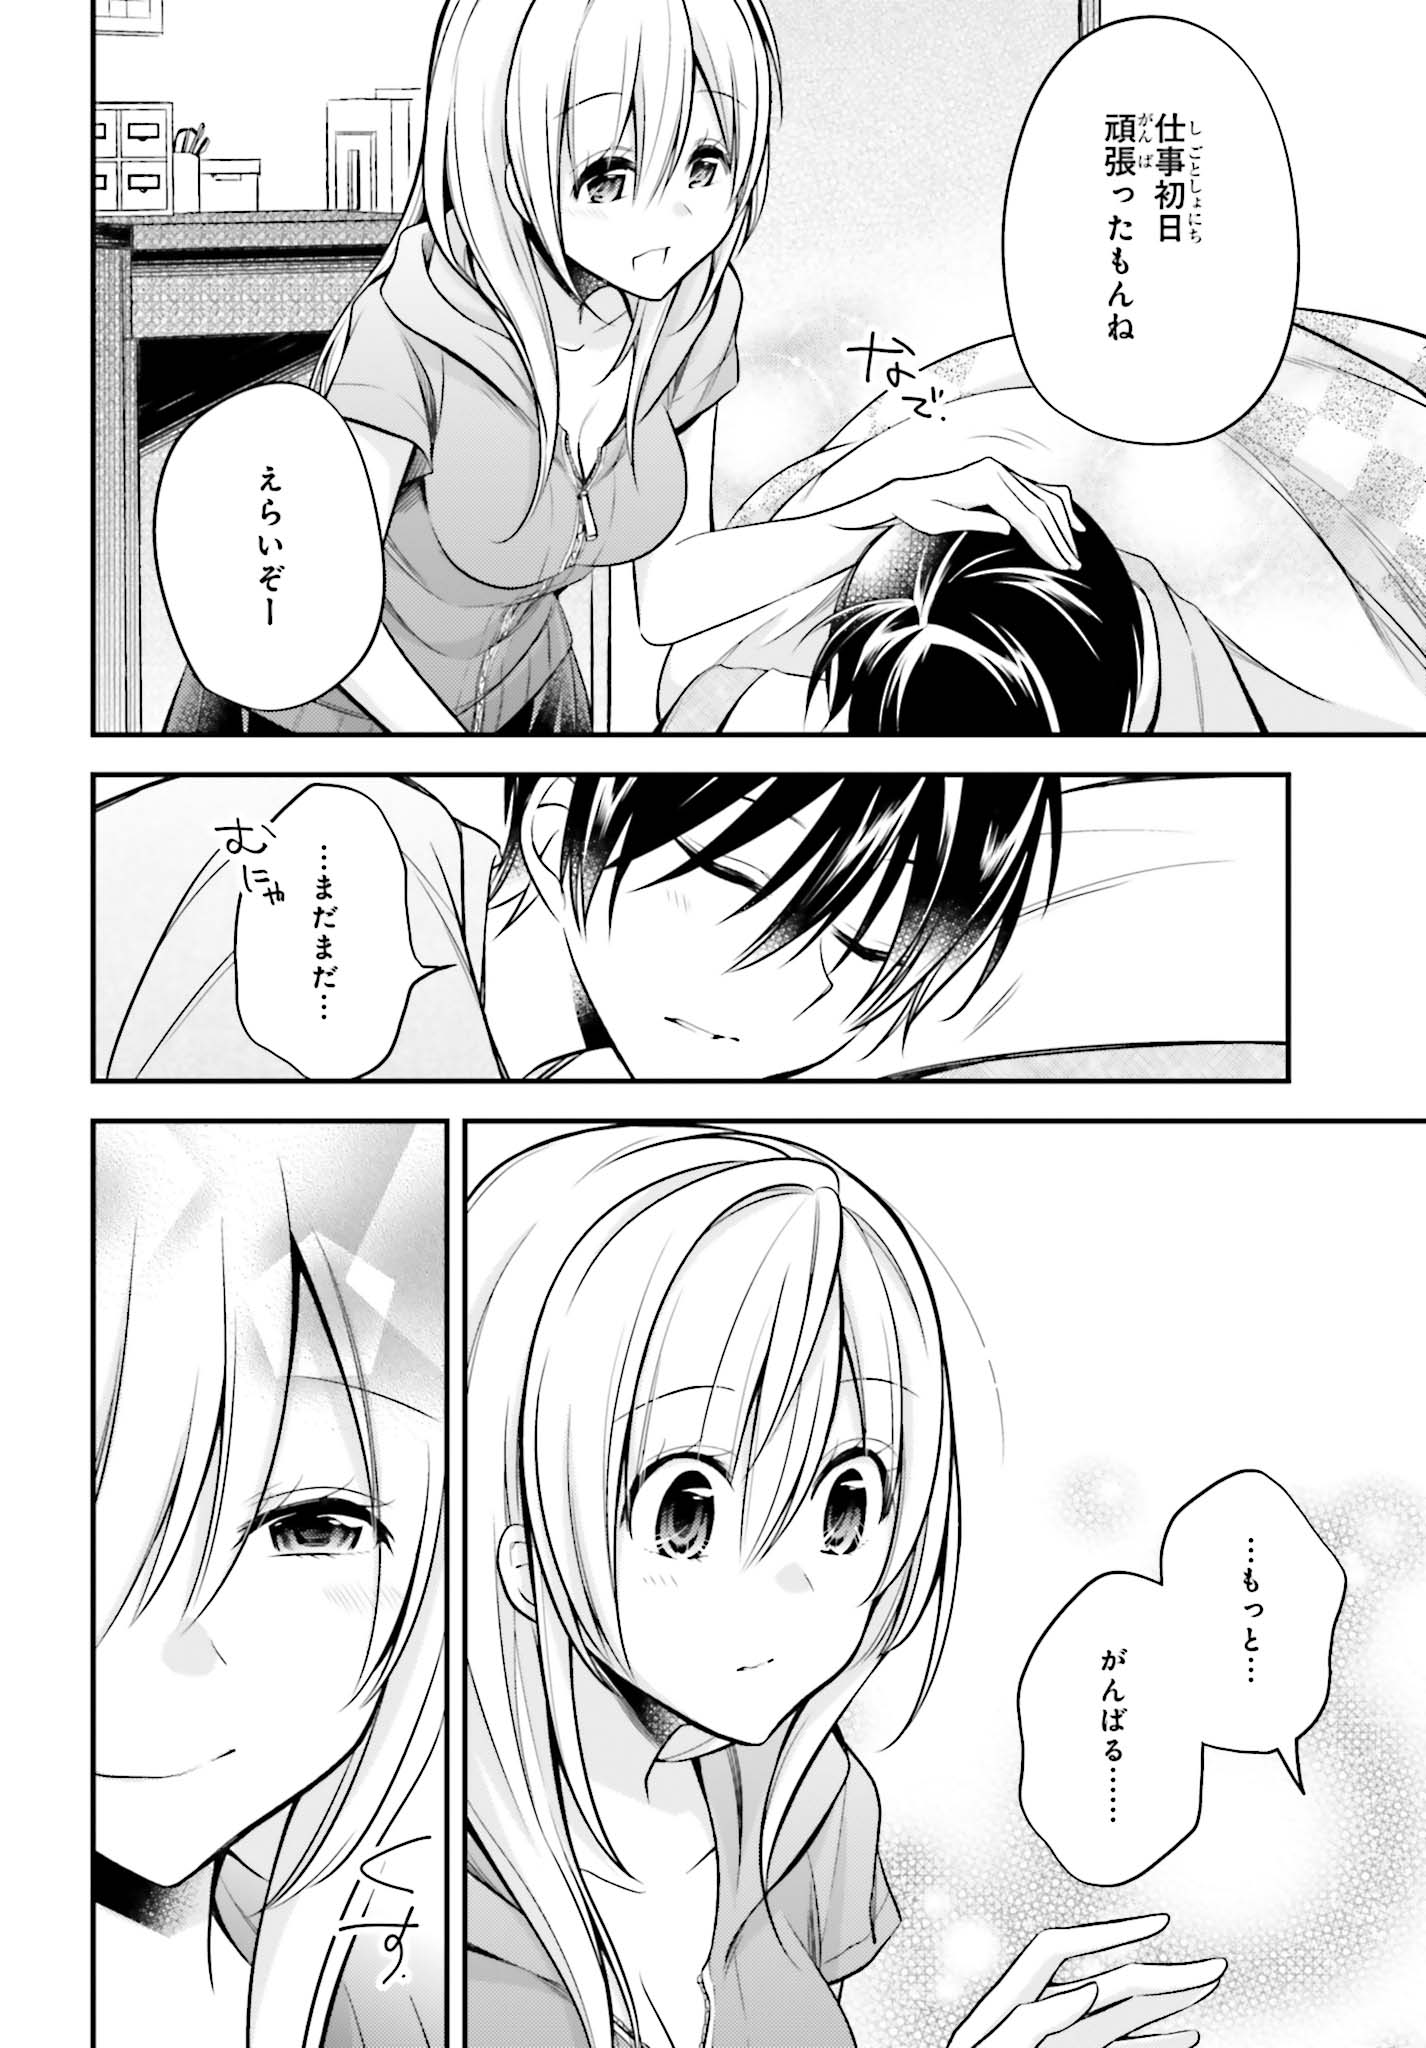 仕事初日
頑張ったもんね
なで
えらいぞー
むにゃ
…まだまだ…
…もっと…
がんばる……
くす